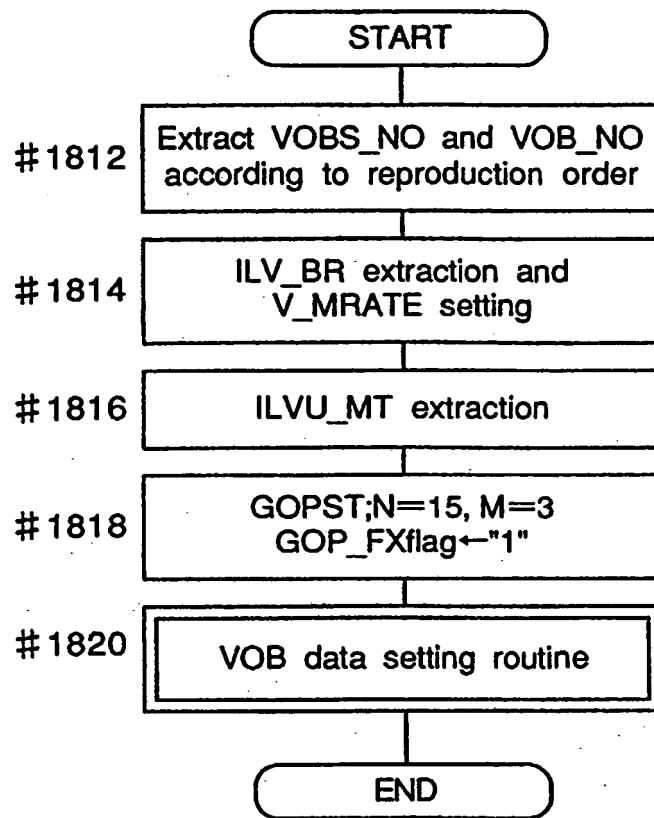 START
#1812
Extract VOBS_NO and VOB_NO
according to reproduction order
#1814
ILV_BR extraction and
V_MRATE setting
#1816
ILVU_MT extraction
#1818
GOPST;N=15, M=3
GOP_FXflag←"1"
#1820
VOB data setting routine
END